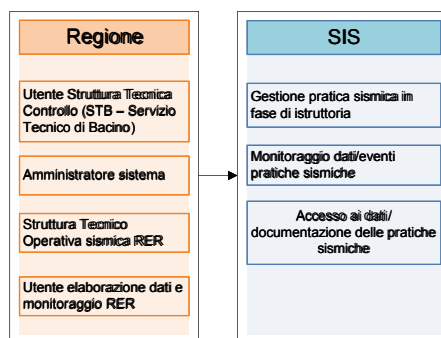 Regione
Utente Struttura Tecnica
Controllo (STB – Servizio
Tecnico di Bacino)
Amministratore sistema
Struttura Tecnico
Operativa sismica RER
Utente elaborazione dati e
monitoraggio RER
SIS
Gestione pratica sismica in
fase di istruttoria
Monitoraggio dati/eventi
pratiche sismiche
Accesso ai dati/
documentazione delle pratiche
sismiche